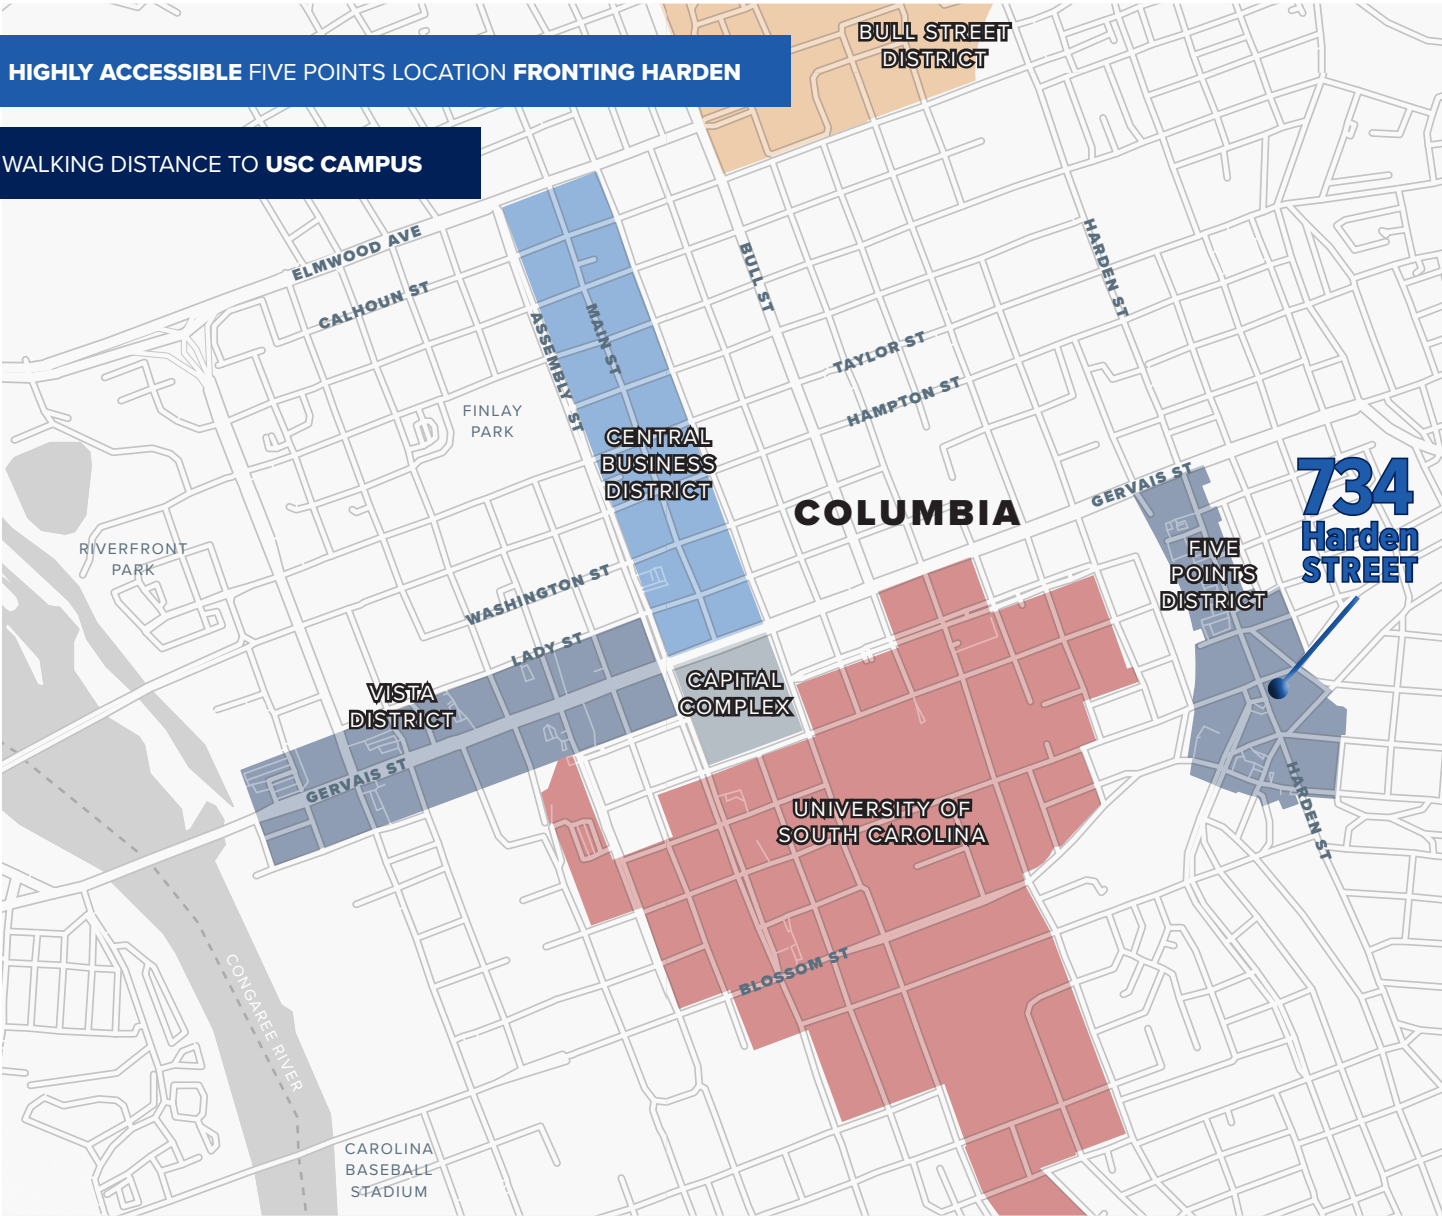 BULL STREET
DISTRICT
HIGHLY ACCESSIBLE FIVE POINTS LOCATION FRONTING HARDEN
WALKING DISTANCE TO USC CAMPUS
ELMWOOD AVE
CALHOUN ST
BULL ST
HARDEN ST
ASSEMBLY ST
MAIN ST
TAYLOR ST
HAMPTON ST
FINLAY
PARK
CENTRAL
BUSINESS
DISTRICT
COLUMBIA
GERVAIS ST
734
Harden
STREET
RIVERFRONT
PARK
FIVE
POINTS
DISTRICT
WASHINGTON ST
LADY ST
VISTA
DISTRICT
CAPITAL
COMPLEX
GERVAIS ST
UNIVERSITY OF
SOUTH CAROLINA
HARDEN ST
BLOSSOM ST
CONGAREE RIVER
CAROLINA
BASEBALL
STADIUM